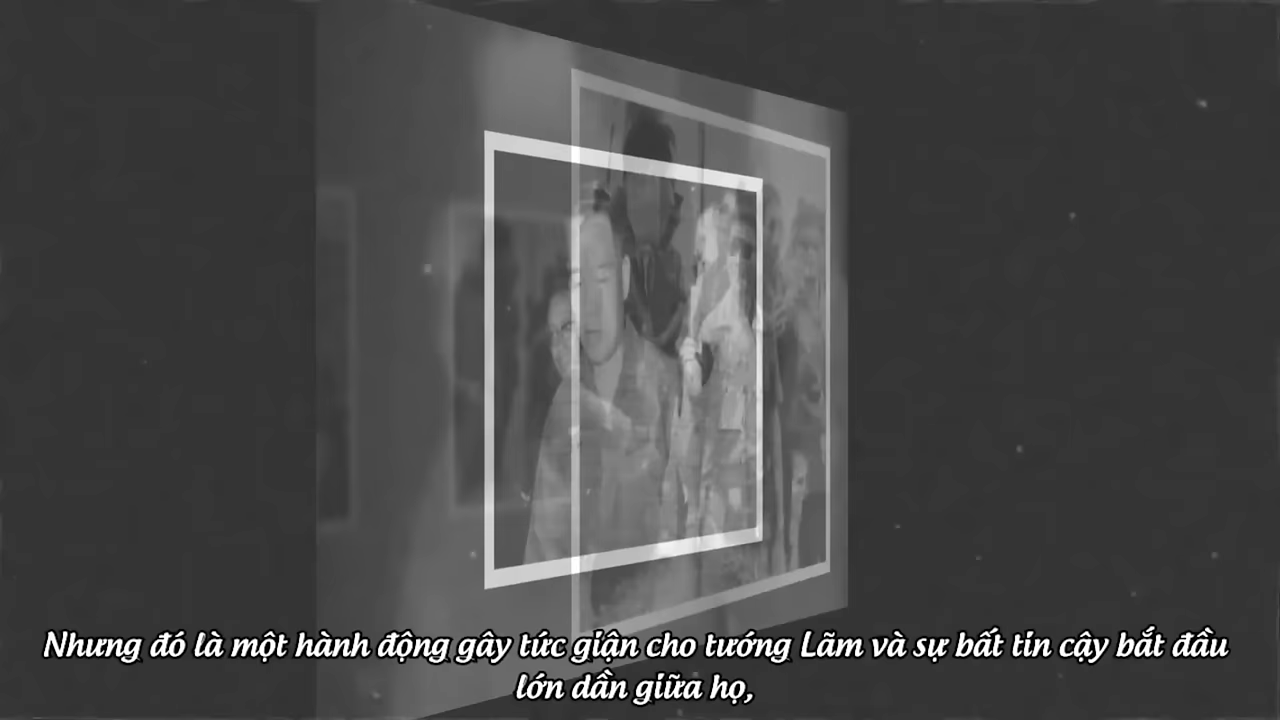 Nhưng đó là một hành động gây tức giận cho tướng Lãm và sự bất tin cậy bắt đầu
lớn dần giữa họ,